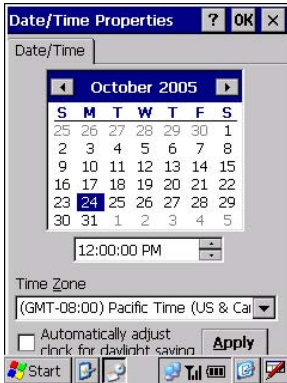 Date/Time Properties ? OK ×
Date/Time
October 2005
S M T W T F S
25 26 27 28 29 30 1
2 3 4 5 6 7 8
9 10 11 12 13 14 15
16 17 18 19 20 21 22
23 24 25 26 27 28 29
30 31 1 2 3 4 5
12:00:00 PM
Time Zone
(GMT-08:00) Pacific Time (US & Car
Automatically adjust
clock for daylight saving
Apply
Start